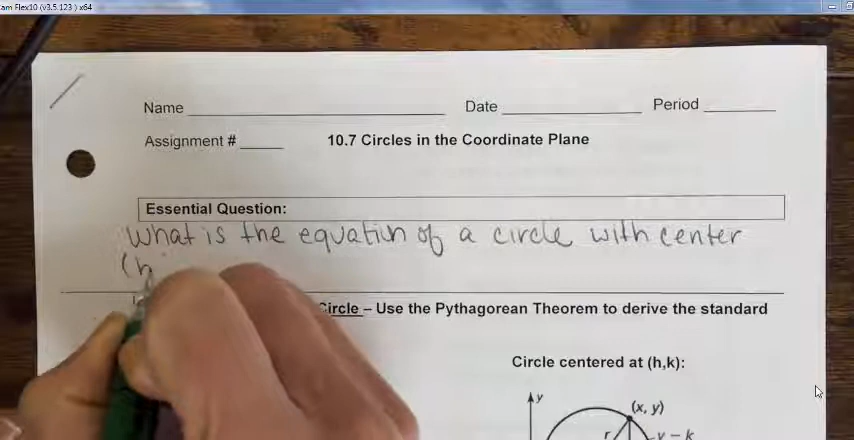 am Flex10 (v3.5.123 ) x64
Name Date Period
Assignment # 10.7 Circles in the Coordinate Plane
Essential Question:
What is the equation of a circle with center
(h
Circle – Use the Pythagorean Theorem to derive the standard
Circle centered at (h,k):
y
(x, y)
r y – k